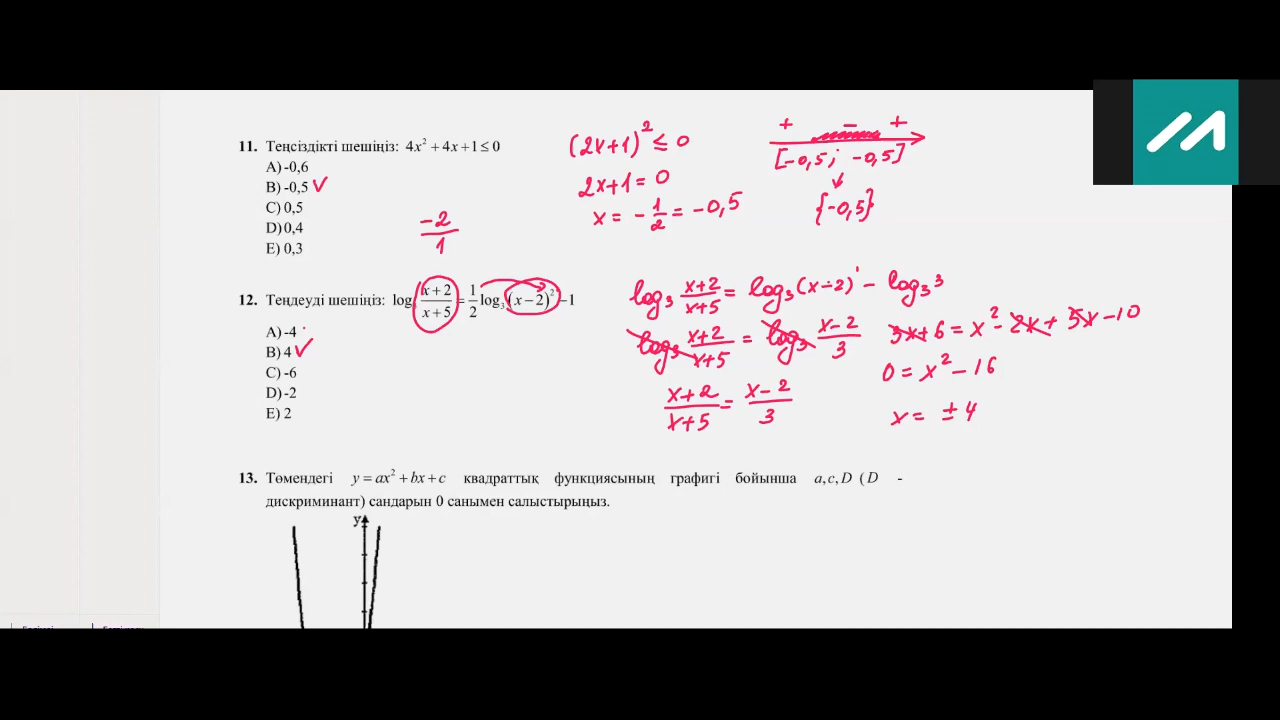 11. Теңсіздікті шешіңіз: 4x² + 4x + 1 ≤ 0
A) -0,6
B) -0,5 ✓
C) 0,5
D) 0,4
E) 0,3
(2x+1)² ≤ 0
2x+1 = 0
x = -1/2 = -0,5
+ - +
[-0,5; -0,5]
↓
{-0,5}
-2/1
12. Теңдеуді шешіңіз: log₃ (x+2)/(x+5) = 1/2 log₃ (x-2)² - 1
A) -4
B) 4 ✓
C) -6
D) -2
E) 2
log₃ (x+2)/(x+5) = log₃ (x-2)¹ - log₃ 3
log₃ (x+2)/(x+5) = log₃ (x-2)/3
(x+2)/(x+5) = (x-2)/3
3x+6 = x² - 2x + 5x - 10
0 = x² - 16
x = ± 4
13. Төмендегі y = ax² + bx + c квадраттық функциясының графигі бойынша a, c, D (D -
дискриминант) сандарын 0 санымен салыстырыңыз.
y